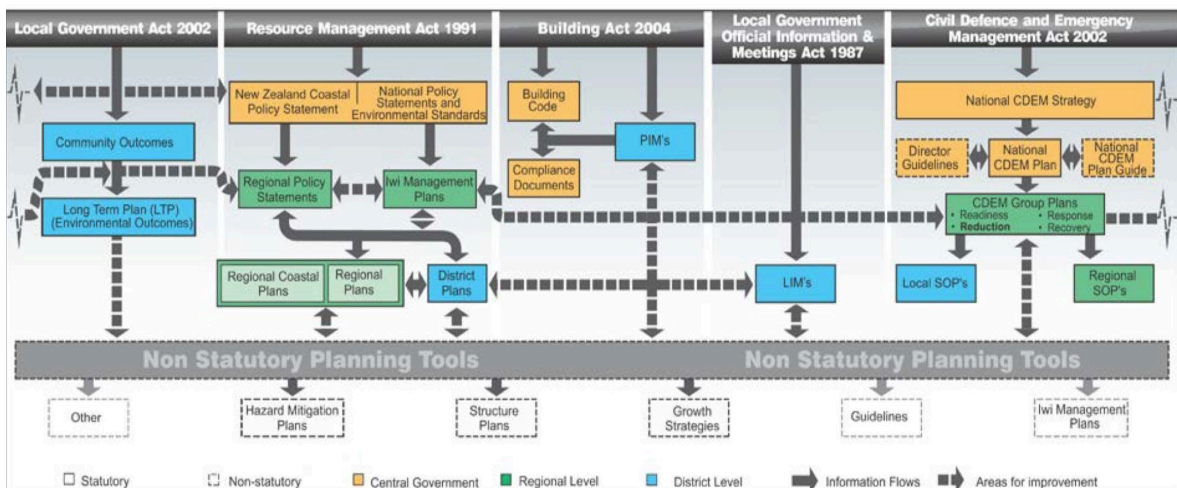 Local Government Act 2002
Resource Management Act 1991
Building Act 2004
Local Government
Official Information &
Meetings Act 1987
Civil Defence and Emergency
Management Act 2002
New Zealand Coastal
Policy Statement
National Policy
Statements and
Environmental Standards
Building
Code
National CDEM Strategy
Community Outcomes
PIM's
Director
Guidelines
National
CDEM Plan
National
CDEM
Plan Guide
Compliance
Documents
Regional Policy
Statements
Iwi Management
Plans
Long Term Plan (LTP)
(Environmental Outcomes)
CDEM Group Plans
• Readiness • Response
• Reduction • Recovery
Regional Coastal
Plans
Regional
Plans
District
Plans
LIM's
Local SOP's
Regional
SOP's
Non Statutory Planning Tools
Non Statutory Planning Tools
Other
Hazard Mitigation
Plans
Structure
Plans
Growth
Strategies
Guidelines
Iwi Management
Plans
Statutory
Non-statutory
Central Government
Regional Level
District Level
Information Flows
Areas for improvement